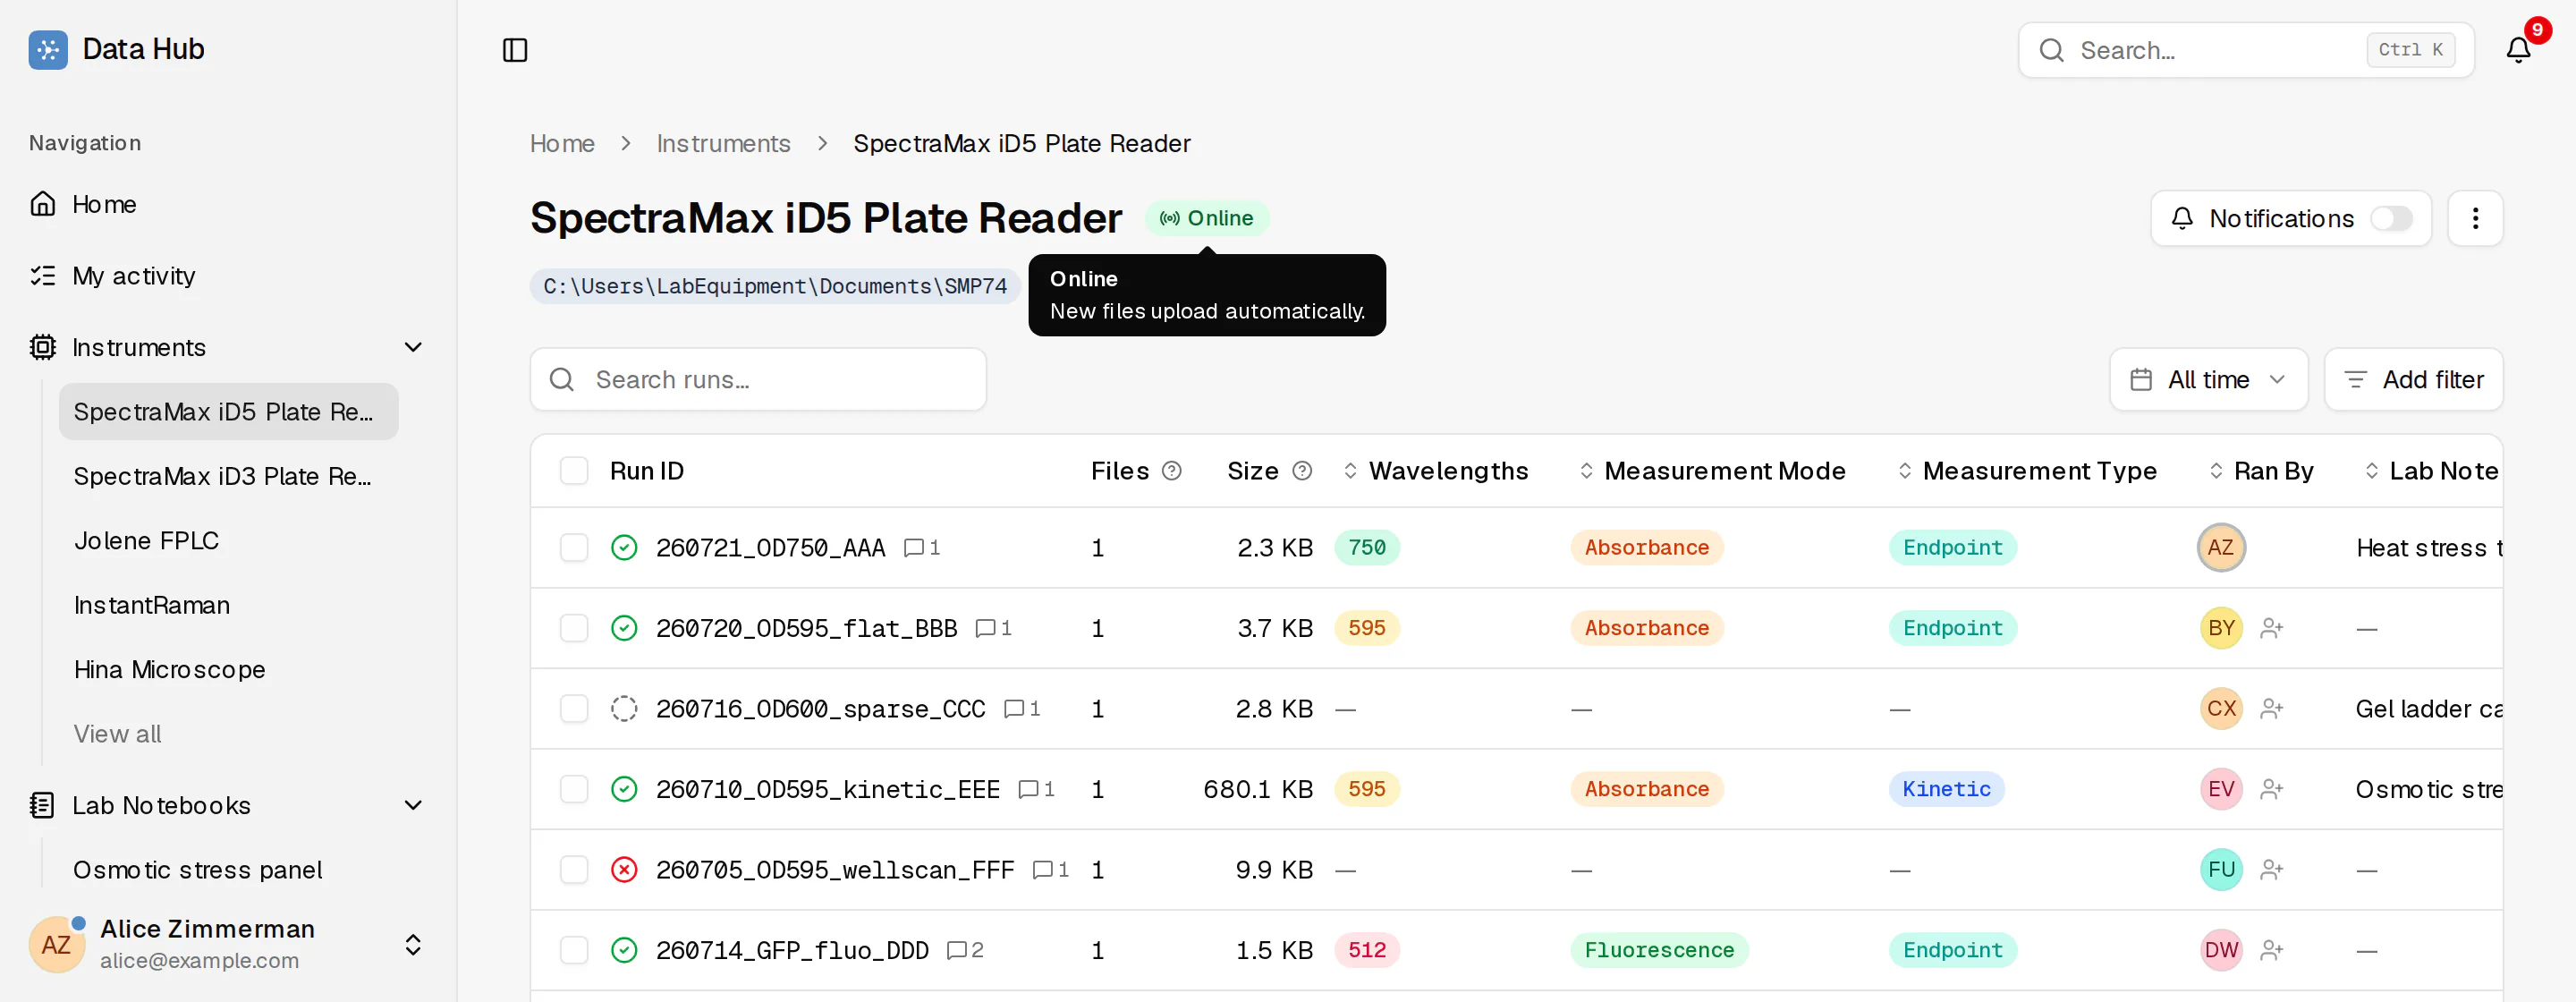 Data Hub
Search...
Ctrl K
9
Navigation
Home
My activity
Instruments
SpectraMax iD5 Plate Re...
SpectraMax iD3 Plate Re...
Jolene FPLC
InstantRaman
Hina Microscope
View all
Lab Notebooks
Osmotic stress panel
AZ
Alice Zimmerman
alice@example.com
Home > Instruments > SpectraMax iD5 Plate Reader
SpectraMax iD5 Plate Reader
Online
Notifications
C:\Users\LabEquipment\Documents\SMP74
Online
New files upload automatically.
Search runs...
All time
Add filter
Run ID Files Size Wavelengths Measurement Mode Measurement Type Ran By Lab Note
260721_OD750_AAA 1 1 2.3 KB 750 Absorbance Endpoint AZ Heat stress t
260720_OD595_flat_BBB 1 1 3.7 KB 595 Absorbance Endpoint BY —
260716_OD600_sparse_CCC 1 1 2.8 KB — — — CX Gel ladder ca
260710_OD595_kinetic_EEE 1 1 680.1 KB 595 Absorbance Kinetic EV Osmotic stre
260705_OD595_wellscan_FFF 1 1 9.9 KB — — — FU —
260714_GFP_fluo_DDD 2 1 1.5 KB 512 Fluorescence Endpoint DW —